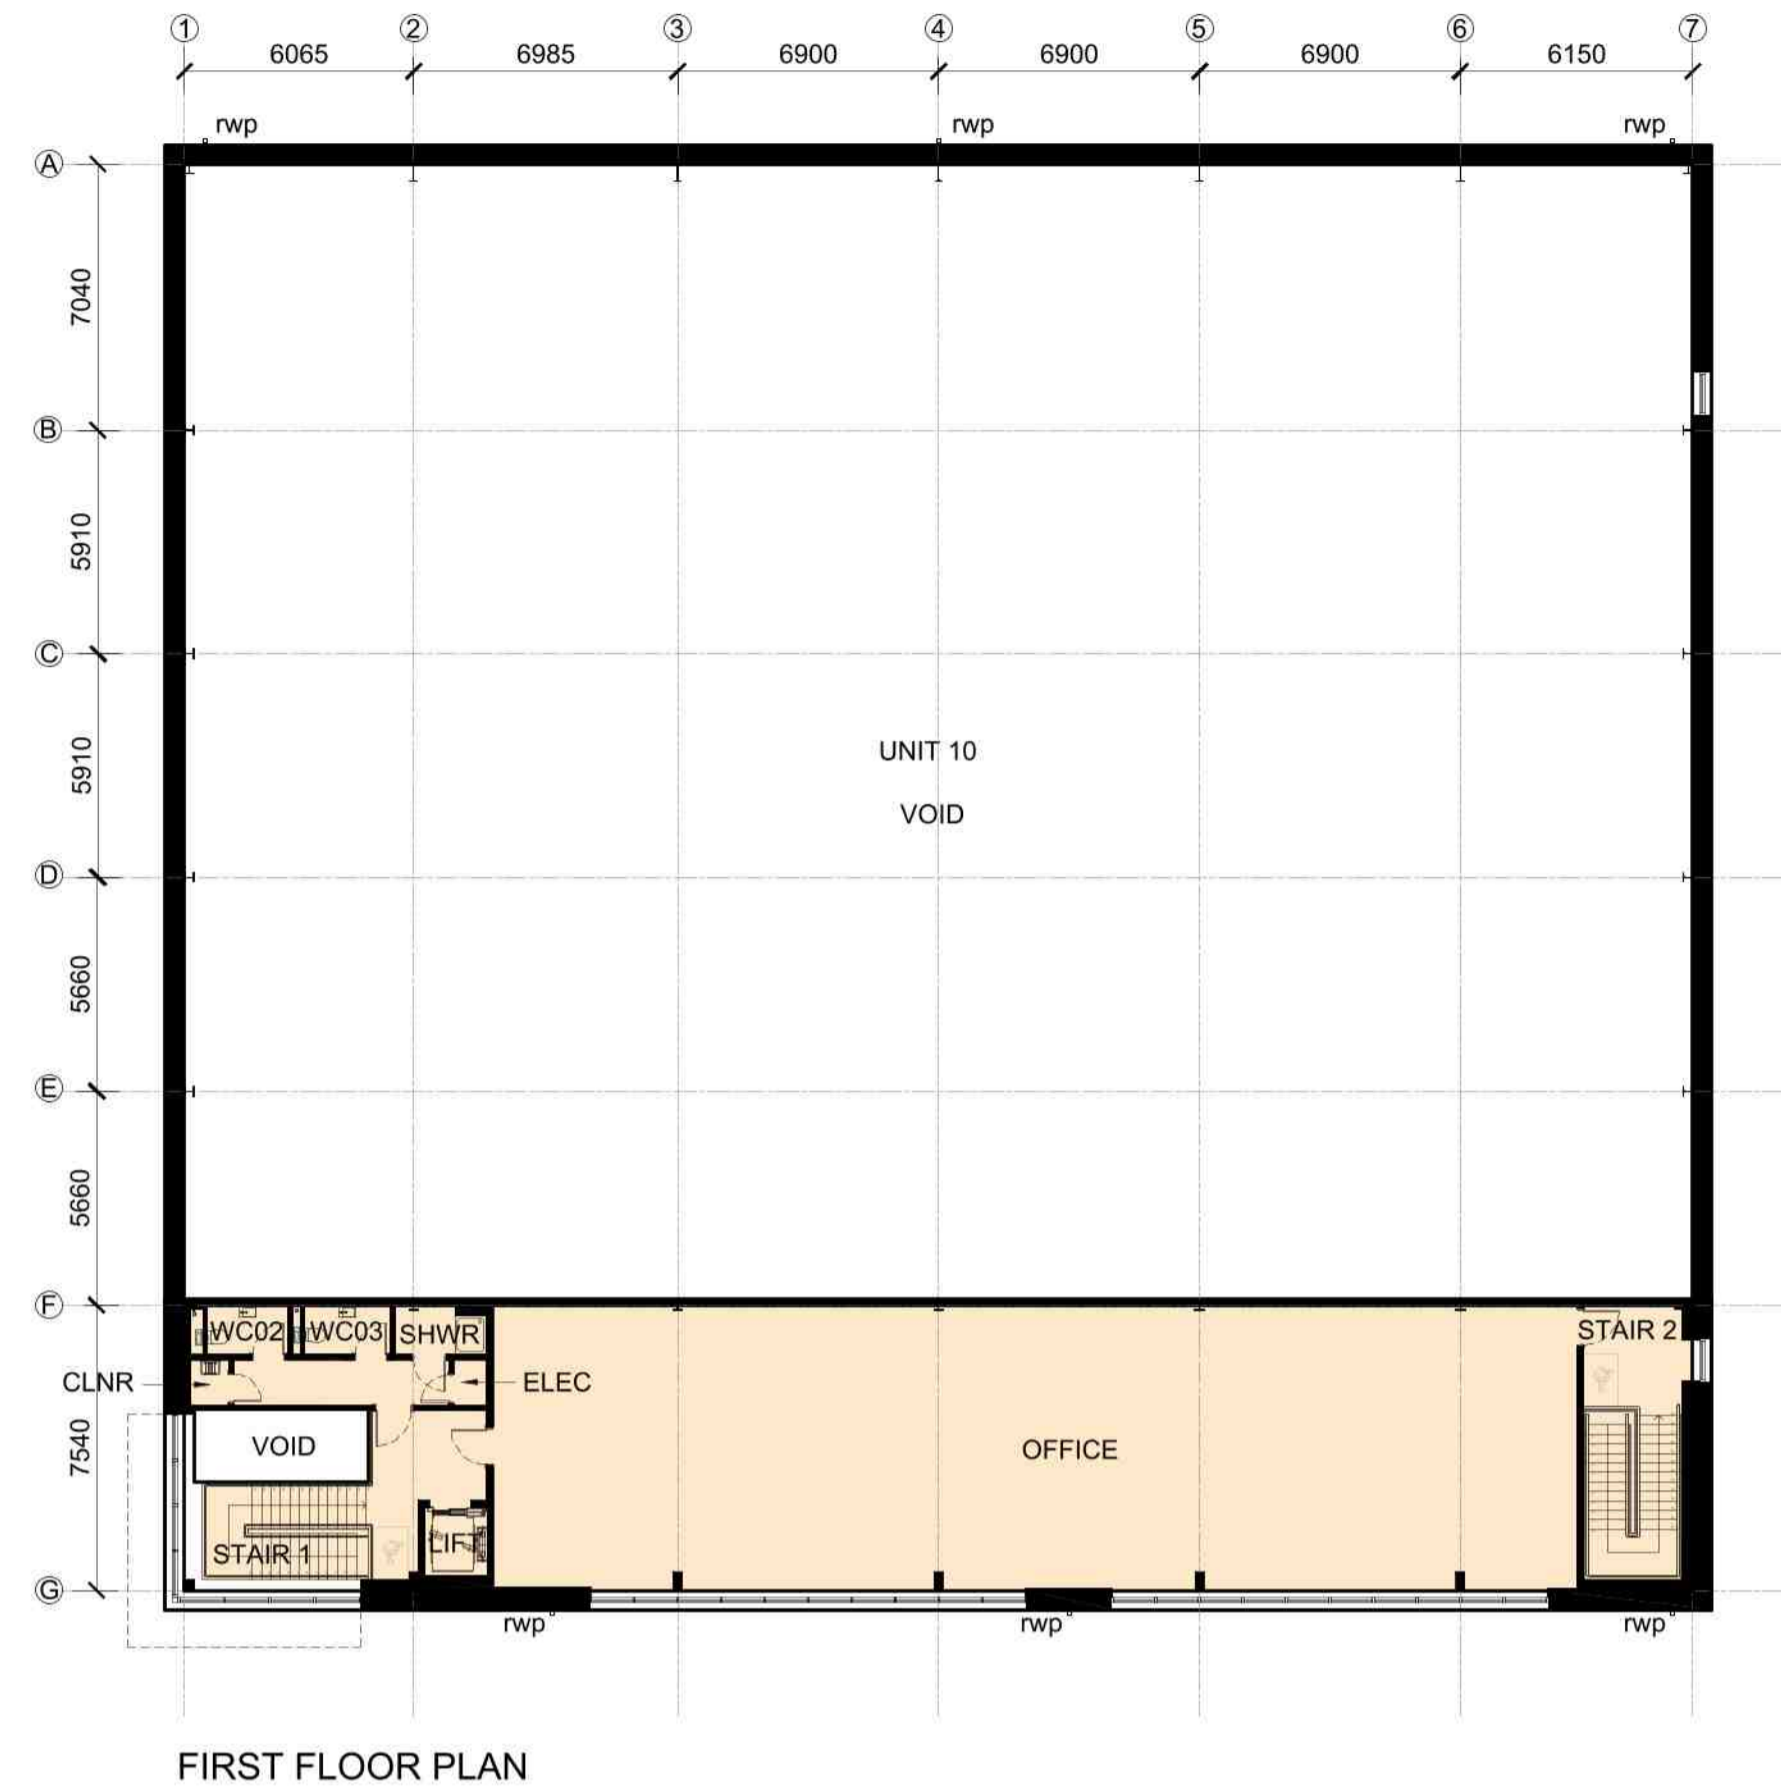 1 2 3 4 5 6 7
6065 6985 6900 6900 6900 6150
rwp rwp rwp
A
7040
B
5910
C
5910
UNIT 10
VOID
D
5660
E
5660
F
WC02 WC03 SHWR STAIR 2
CLNR ELEC
7540
VOID OFFICE
STAIR 1 LIFT
G
rwp rwp rwp
FIRST FLOOR PLAN